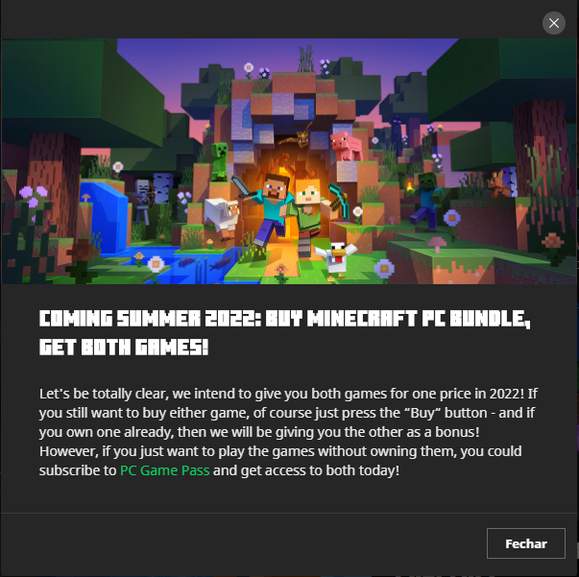 COMING SUMMER 2022: BUY MINECRAFT PC BUNDLE,
GET BOTH GAMES!
Let's be totally clear, we intend to give you both games for one price in 2022! If
you still want to buy either game, of course just press the “Buy” button - and if
you own one already, then we will be giving you the other as a bonus!
However, if you just want to play the games without owning them, you could
subscribe to PC Game Pass and get access to both today!
Fechar